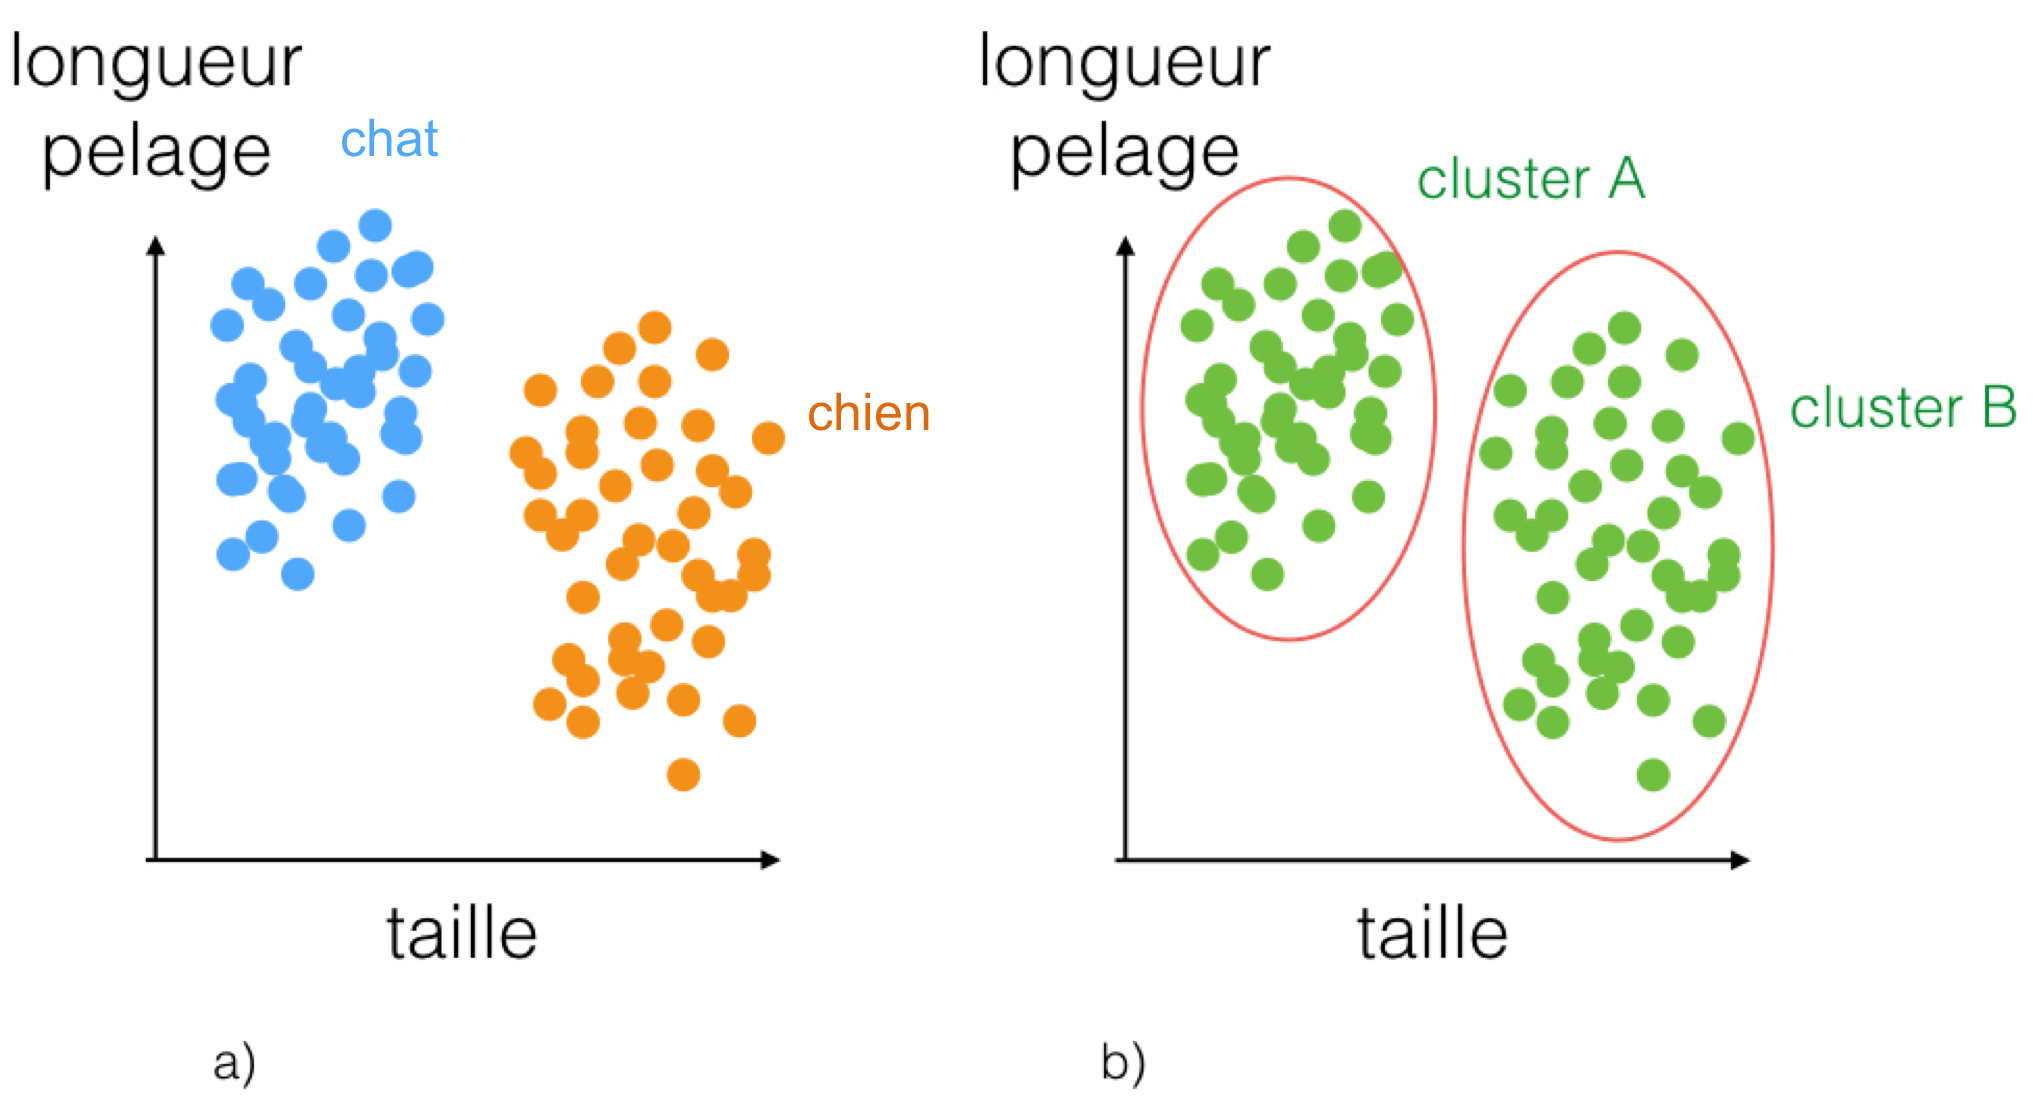 longueur
pelage
chat
chien
taille
a)
longueur
pelage
cluster A
cluster B
taille
b)